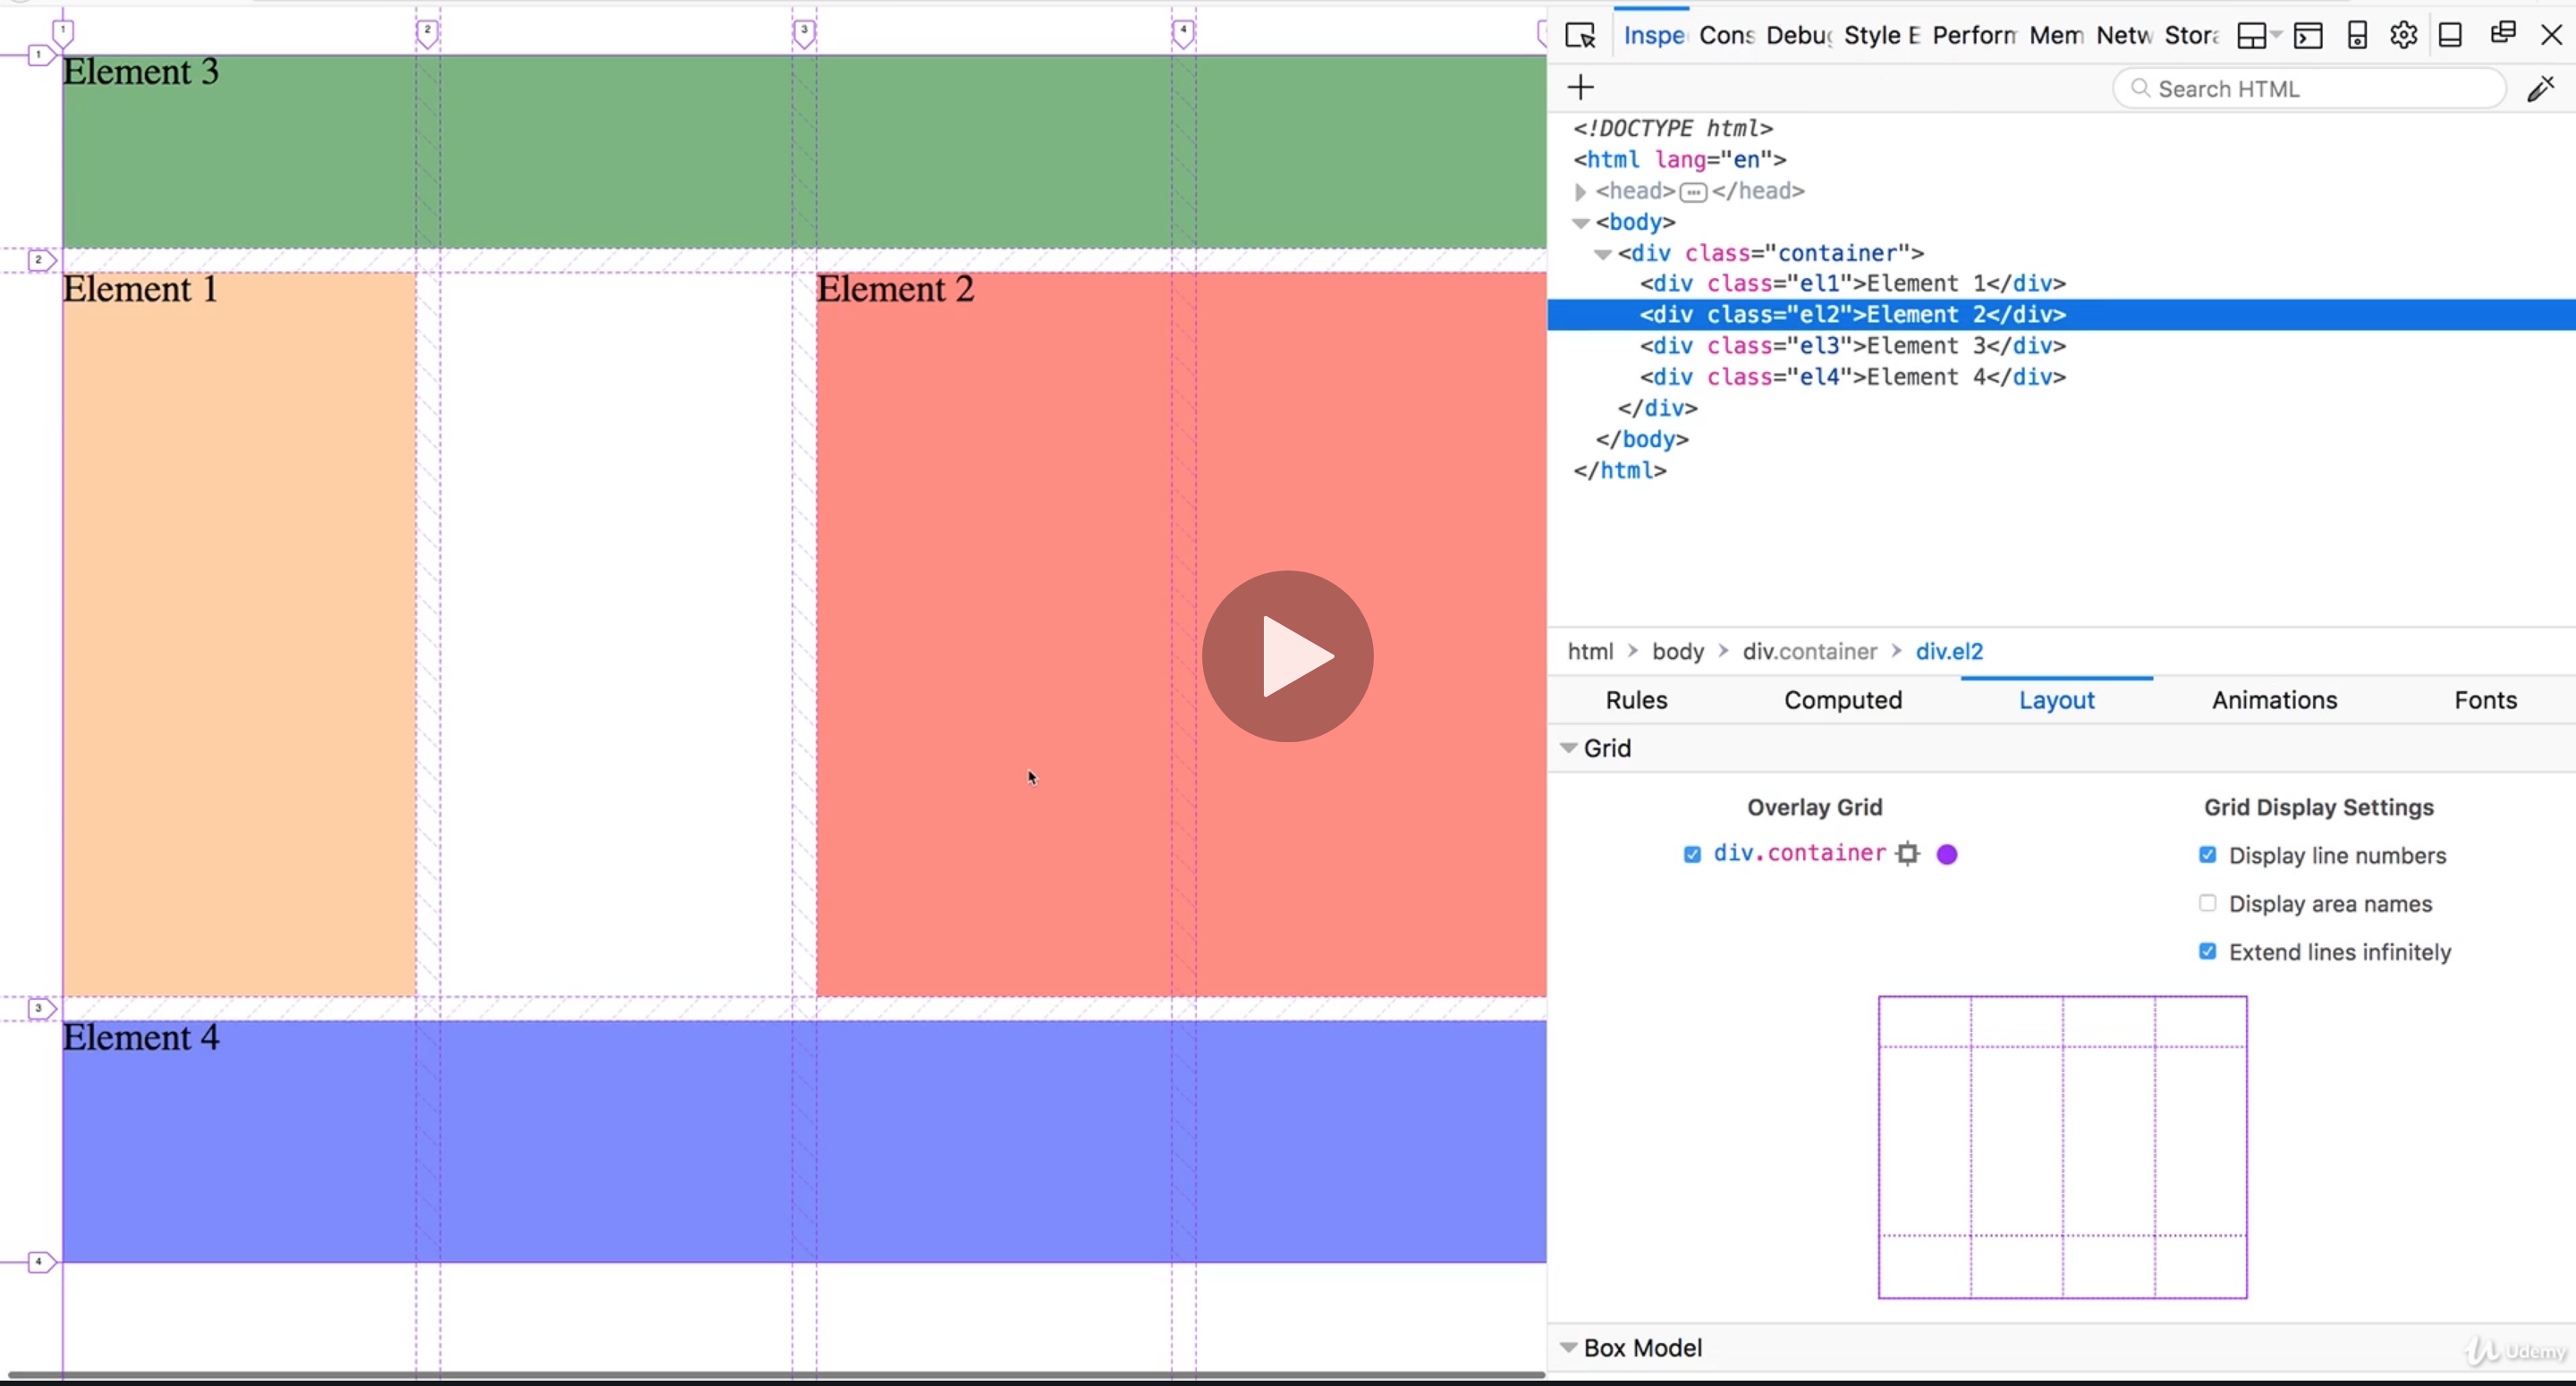 1 2 3 4
1
Element 3
2
Element 1 Element 2
3
Element 4
4
Inspe Cons Debug Style E Perform Mem Netw Stora
Search HTML
<!DOCTYPE html>
<html lang="en">
<head></head>
<body>
<div class="container">
<div class="el1">Element 1</div>
<div class="el2">Element 2</div>
<div class="el3">Element 3</div>
<div class="el4">Element 4</div>
</div>
</body>
</html>
html > body > div.container > div.el2
Rules Computed Layout Animations Fonts
Grid
Overlay Grid Grid Display Settings
div.container Display line numbers
Display area names
Extend lines infinitely
Box Model
Udemy